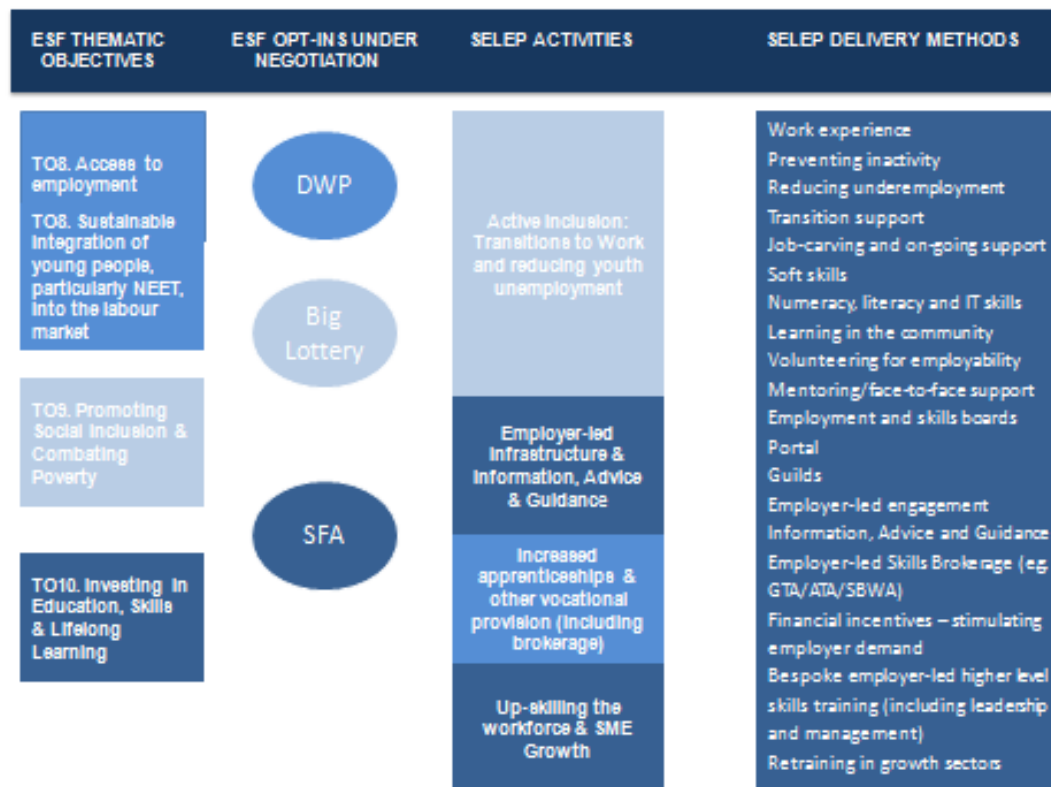 ESF THEMATIC
OBJECTIVES
ESF OPT-INS UNDER
NEGOTIATION
SELEP ACTIVITIES
SELEP DELIVERY METHODS
TO8. Access to
employment
TO8. Sustainable
Integration of
young people,
particularly NEET,
into the labour
market
TO9. Promoting
Social Inclusion &
Combating
Poverty
TO10. Investing in
Education, Skills
& Lifelong
Learning
DWP
Big
Lottery
SFA
Active Inclusion:
Transitions to Work
and reducing youth
unemployment
Employer-led
Infrastructure &
Information, Advice
& Guidance
Increased
apprenticeships &
other vocational
provision (including
brokerage)
Up-skilling the
workforce & SME
Growth
Work experience
Preventing inactivity
Reducing underemployment
Transition support
Job-carving and on-going support
Soft skills
Numeracy, literacy and IT skills
Learning in the community
Volunteering for employability
Mentoring/face-to-face support
Employment and skills boards
Portal
Guilds
Employer-led engagement
Information, Advice and Guidance
Employer-led Skills Brokerage (eg.
GTA/ATA/SBWA)
Financial incentives – stimulating
employer demand
Bespoke employer-led higher level
skills training (including leadership
and management)
Retraining in growth sectors